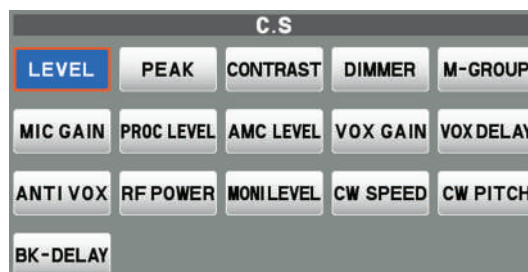 C.S
LEVEL PEAK CONTRAST DIMMER M-GROUP
MIC GAIN PROC LEVEL AMC LEVEL VOX GAIN VOX DELAY
ANTI VOX RF POWER MONI LEVEL CW SPEED CW PITCH
BK-DELAY